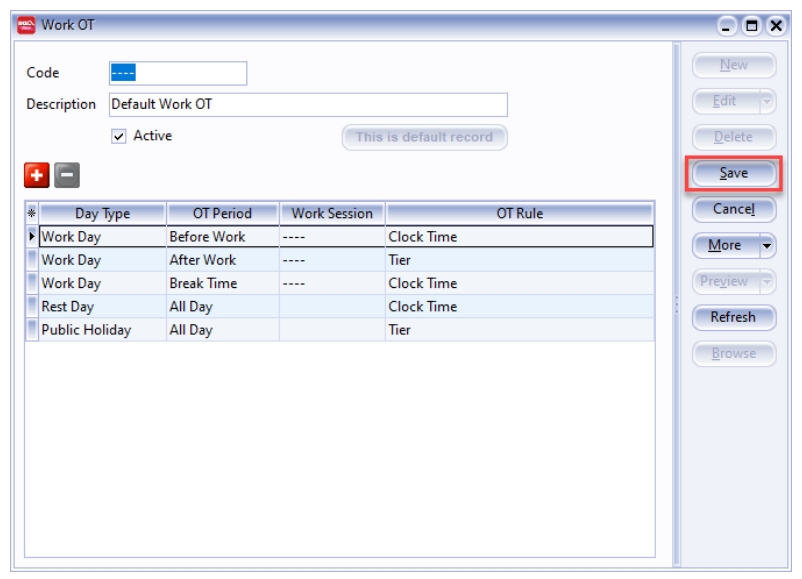 Work OT
Code ----
Description Default Work OT
Active This is default record
* Day Type OT Period Work Session OT Rule
Work Day Before Work ---- Clock Time
Work Day After Work ---- Tier
Work Day Break Time ---- Clock Time
Rest Day All Day Clock Time
Public Holiday All Day Tier
New
Edit
Delete
Save
Cancel
More
Preview
Refresh
Browse